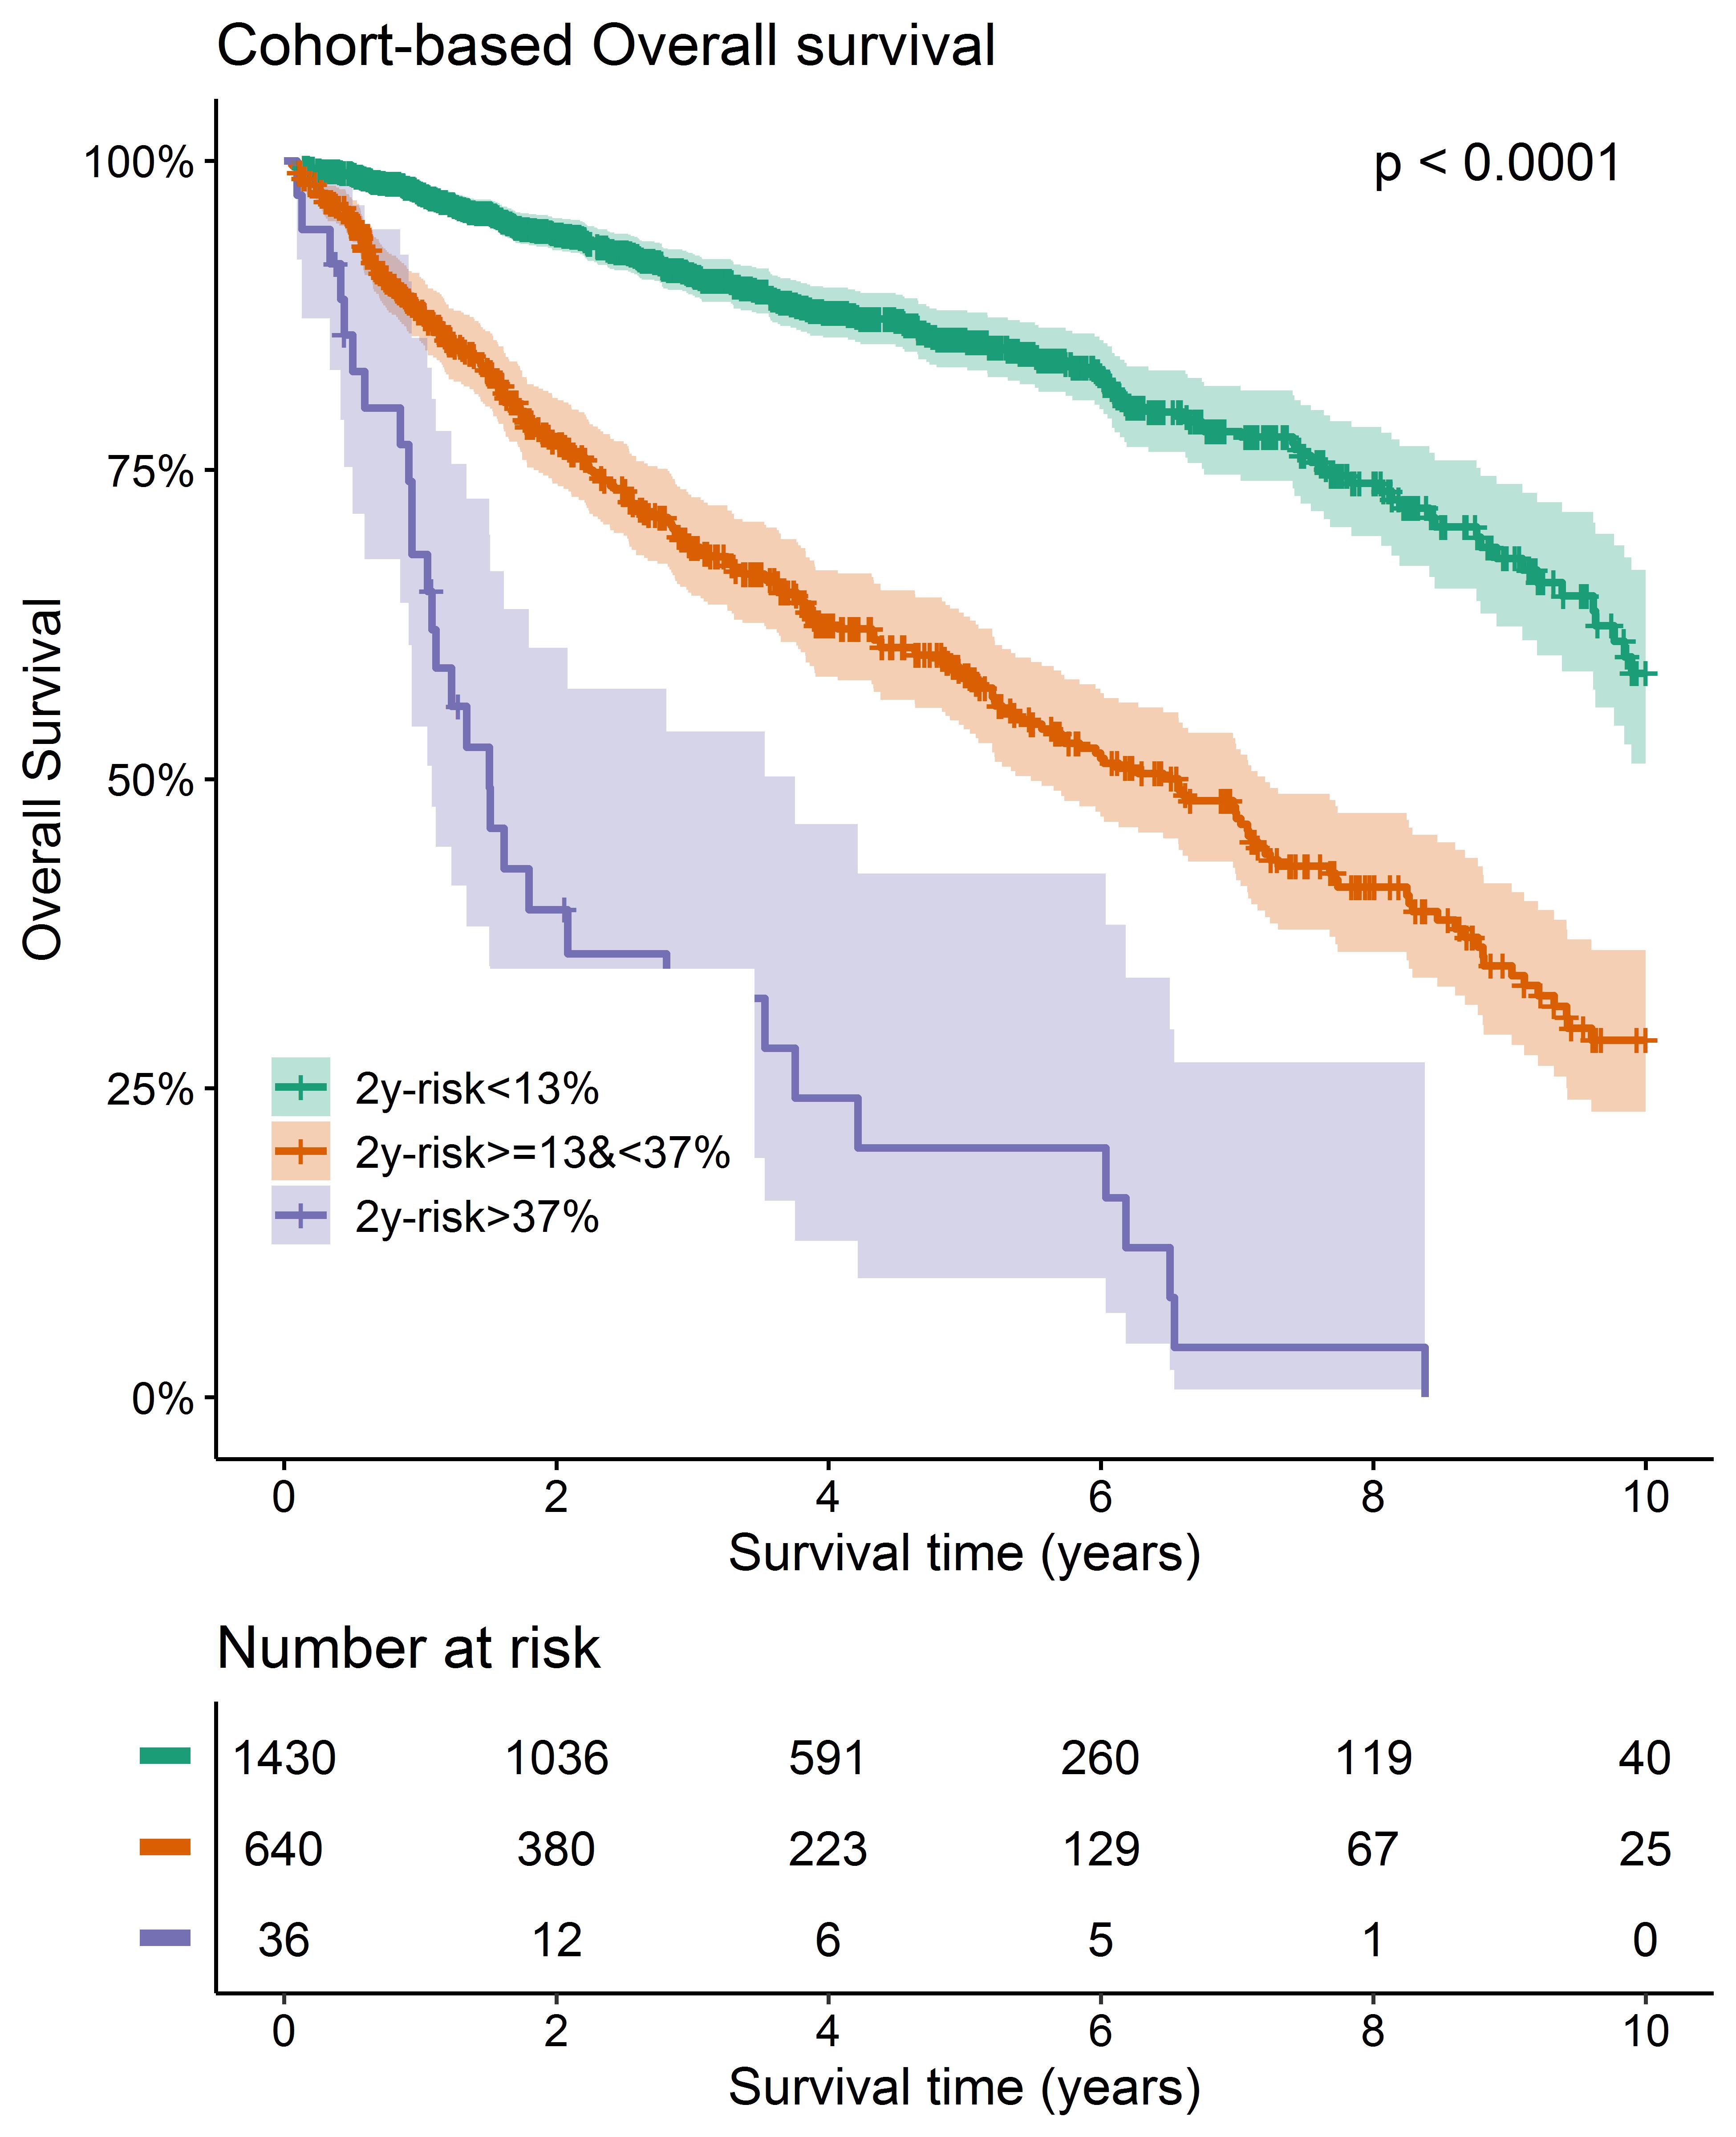 Cohort-based Overall survival
p < 0.0001
100%
75%
50%
25%
0%
Overall Survival
2y-risk<13%
2y-risk>=13&<37%
2y-risk>37%
0 2 4 6 8 10
Survival time (years)
Number at risk
1430 1036 591 260 119 40
640 380 223 129 67 25
36 12 6 5 1 0
0 2 4 6 8 10
Survival time (years)